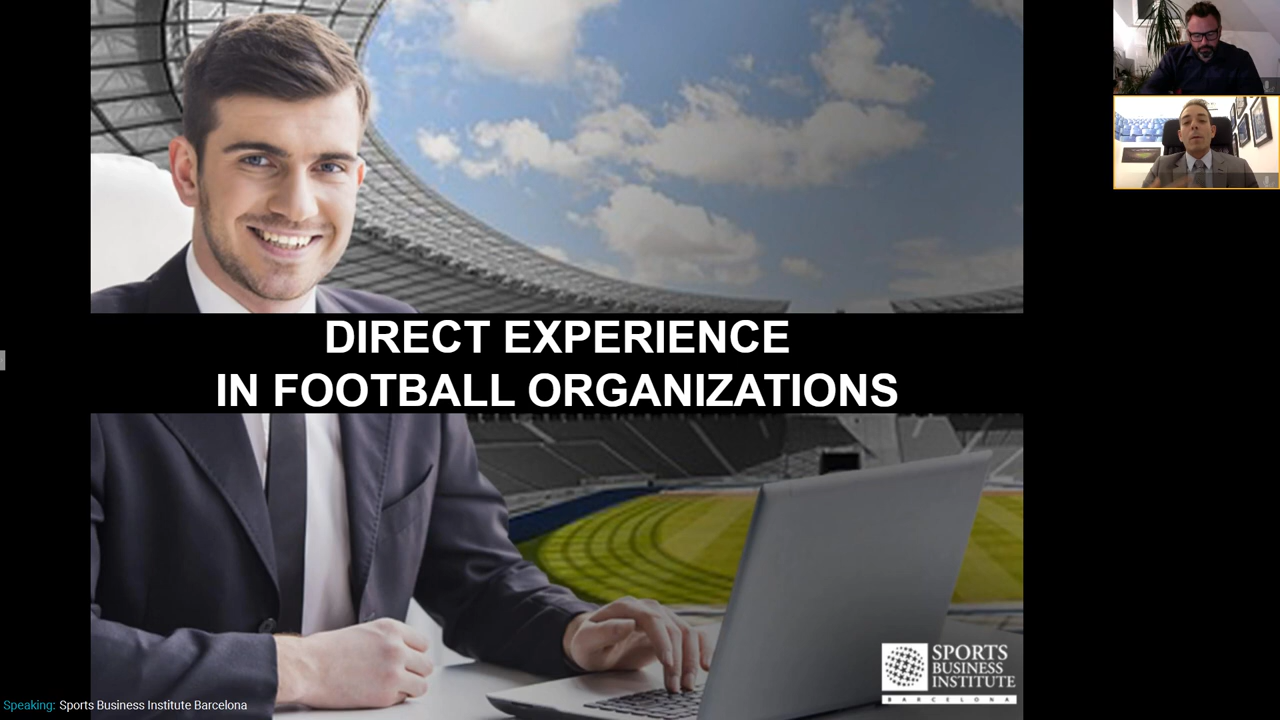 DIRECT EXPERIENCE
IN FOOTBALL ORGANIZATIONS
SPORTS
BUSINESS
INSTITUTE
BARCELONA
Speaking: Sports Business Institute Barcelona